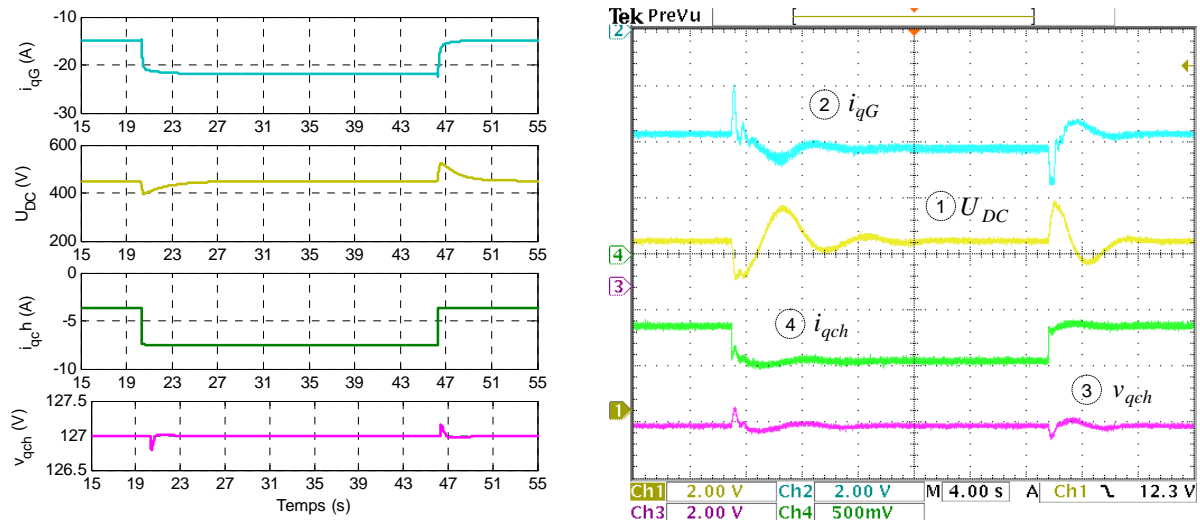 -10
-20
-30
i_qG (A)
15 19 23 27 31 35 39 43 47 51 55
600
400
200
U_DC (V)
15 19 23 27 31 35 39 43 47 51 55
0
-5
-10
i_qch (A)
15 19 23 27 31 35 39 43 47 51 55
127.5
127
126.5
v_qch (V)
15 19 23 27 31 35 39 43 47 51 55
Temps (s)
Tek PreVu
2
2 i_qG
1 U_DC
4
3
4 i_qch
3 v_qch
1
Ch1 2.00 V Ch2 2.00 V M 4.00 s A Ch1 12.3 V
Ch3 2.00 V Ch4 500mV